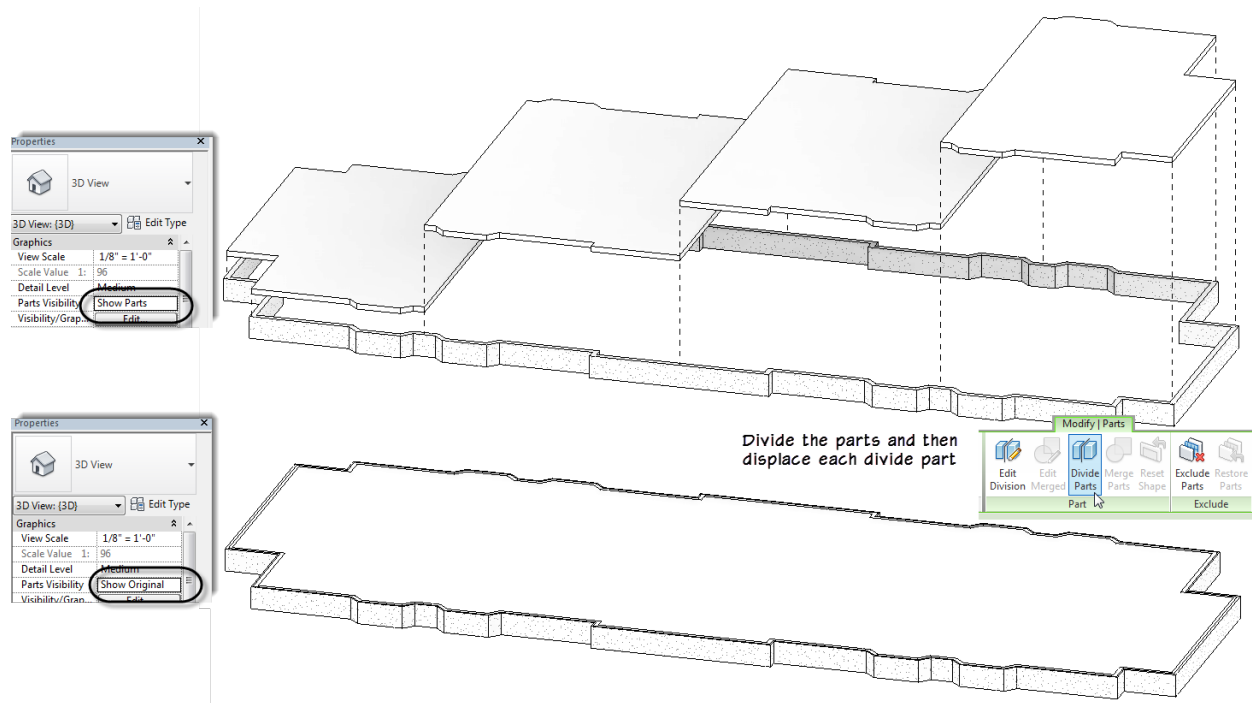 Properties
3D View
3D View: {3D}
Edit Type
Graphics
View Scale
1/8" = 1'-0"
Scale Value 1:
96
Detail Level
Medium
Parts Visibility
Show Parts
Visibility/Grap...
Edit...
Properties
3D View
3D View: {3D}
Edit Type
Graphics
View Scale
1/8" = 1'-0"
Scale Value 1:
96
Detail Level
Medium
Parts Visibility
Show Original
Visibility/Grap...
Edit...
Divide the parts and then
displace each divide part
Modify | Parts
Edit
Division
Edit
Merged
Divide
Parts
Merge
Parts
Reset
Shape
Exclude
Parts
Restore
Parts
Part
Exclude